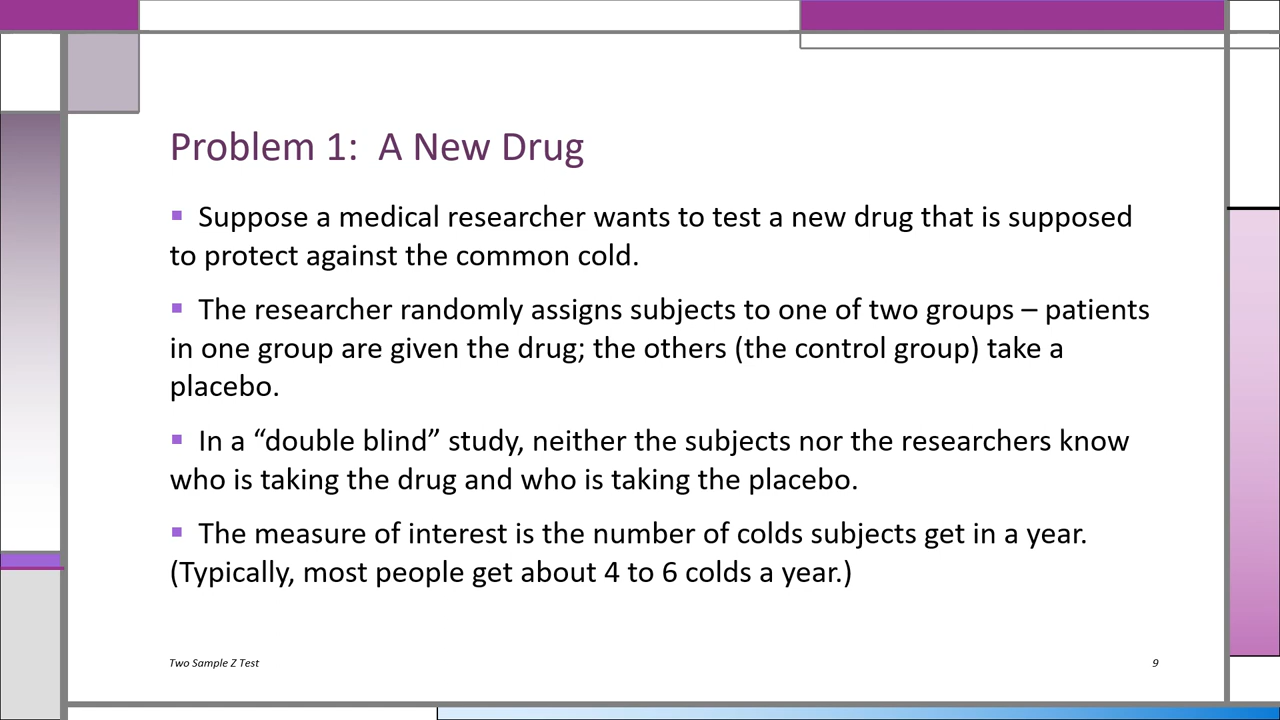 Problem 1:  A New Drug
▪ Suppose a medical researcher wants to test a new drug that is supposed
to protect against the common cold.
▪ The researcher randomly assigns subjects to one of two groups – patients
in one group are given the drug; the others (the control group) take a
placebo.
▪ In a “double blind” study, neither the subjects nor the researchers know
who is taking the drug and who is taking the placebo.
▪ The measure of interest is the number of colds subjects get in a year.
(Typically, most people get about 4 to 6 colds a year.)
Two Sample Z Test
9